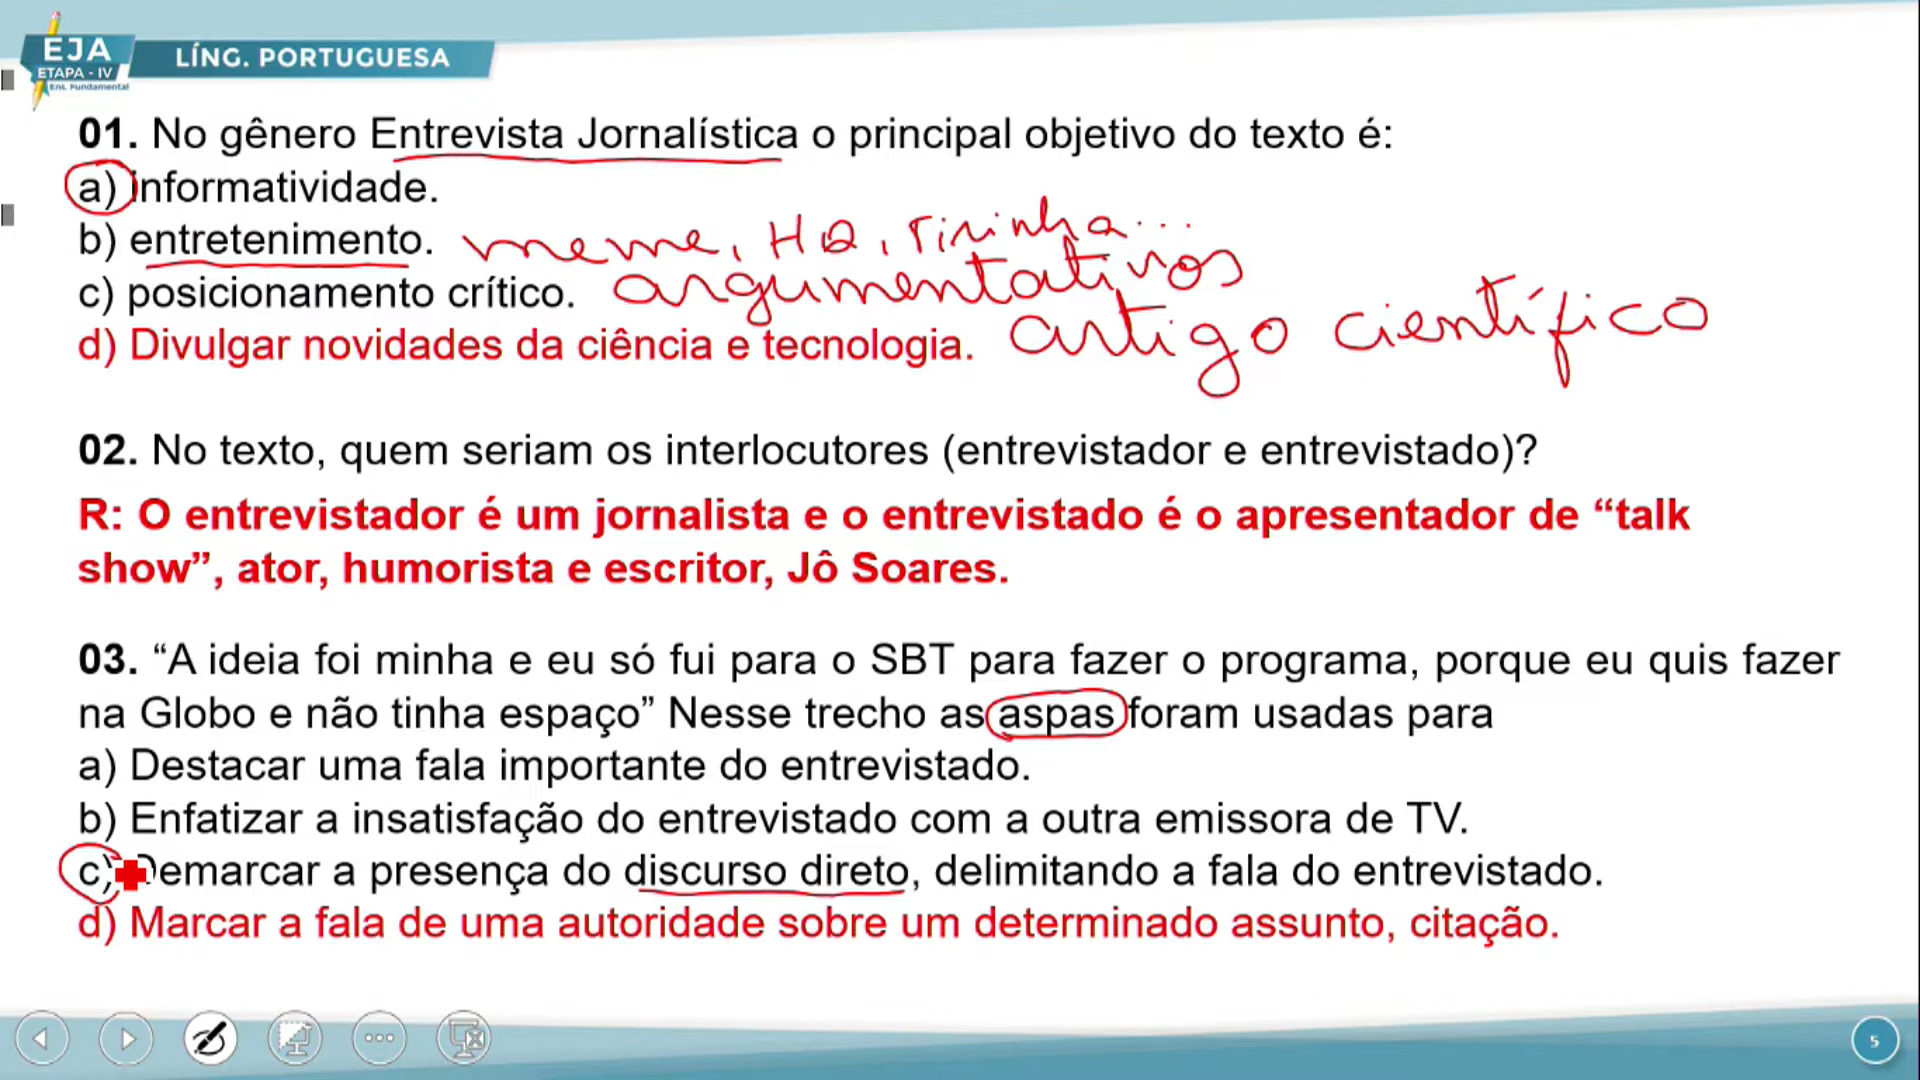 EJA
ETAPA - IV
Ens. Fundamental
LÍNG. PORTUGUESA
01. No gênero Entrevista Jornalística o principal objetivo do texto é:
a) informatividade.
b) entretenimento. meme, HQ, Tirinha...
c) posicionamento crítico. argumentativos
d) Divulgar novidades da ciência e tecnologia. artigo científico
02. No texto, quem seriam os interlocutores (entrevistador e entrevistado)?
R: O entrevistador é um jornalista e o entrevistado é o apresentador de “talk
show”, ator, humorista e escritor, Jô Soares.
03. “A ideia foi minha e eu só fui para o SBT para fazer o programa, porque eu quis fazer
na Globo e não tinha espaço” Nesse trecho as aspas foram usadas para
a) Destacar uma fala importante do entrevistado.
b) Enfatizar a insatisfação do entrevistado com a outra emissora de TV.
c) Demarcar a presença do discurso direto, delimitando a fala do entrevistado.
d) Marcar a fala de uma autoridade sobre um determinado assunto, citação.
5